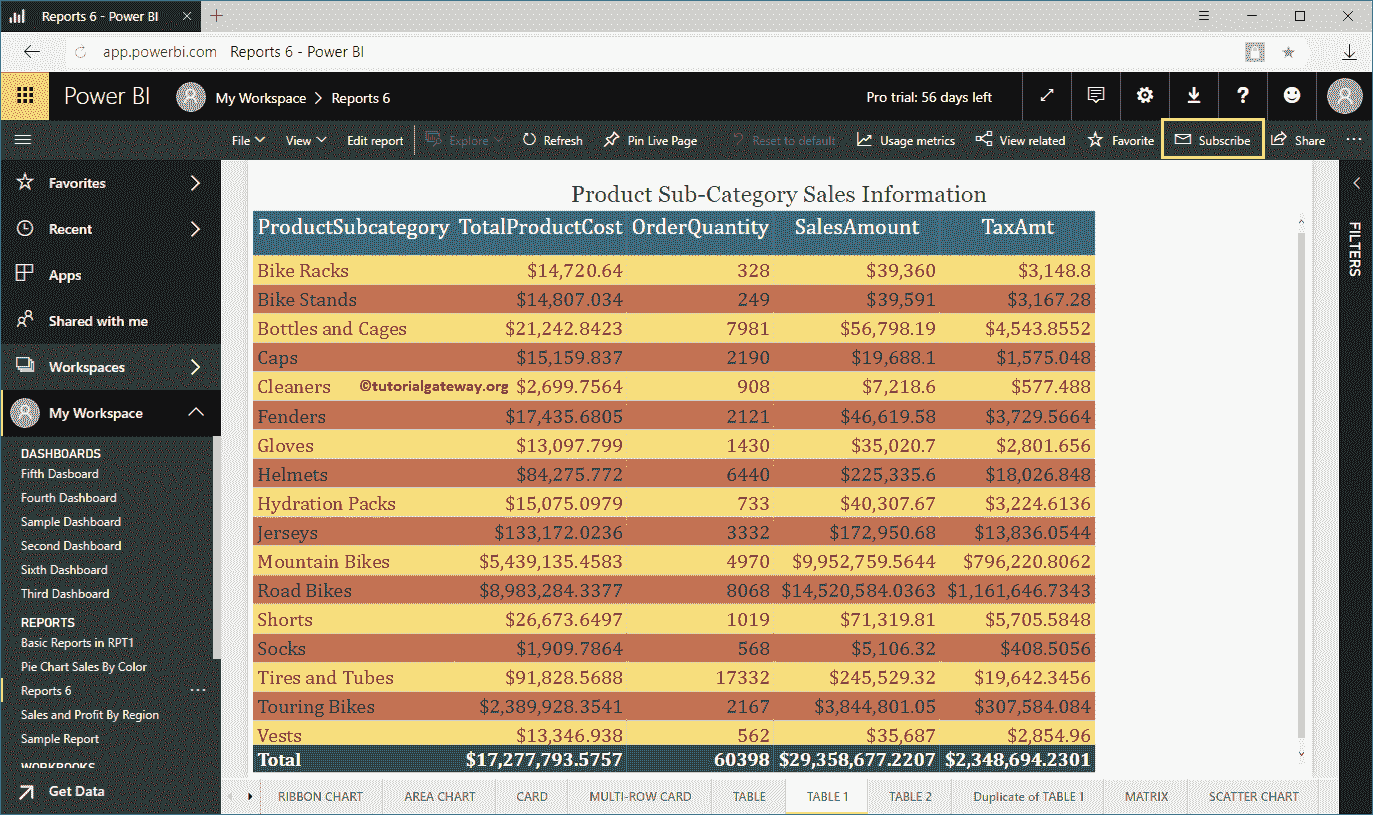 Reports 6 - Power BI
app.powerbi.com Reports 6 - Power BI
Power BI My Workspace > Reports 6 Pro trial: 56 days left
File View Edit report Explore Refresh Pin Live Page Reset to default Usage metrics View related Favorite Subscribe Share
Favorites
Recent
Apps
Shared with me
Workspaces
My Workspace
DASHBOARDS
Fifth Dasboard
Fourth Dashboard
Sample Dashboard
Second Dashboard
Sixth Dashboard
Third Dashboard
REPORTS
Basic Reports in RPT1
Pie Chart Sales By Color
Reports 6
Sales and Profit By Region
Sample Report
WORKBOOKS
Get Data
Product Sub-Category Sales Information
ProductSubcategory TotalProductCost OrderQuantity SalesAmount TaxAmt
Bike Racks $14,720.64 328 $39,360 $3,148.8
Bike Stands $14,807.034 249 $39,591 $3,167.28
Bottles and Cages $21,242.8423 7981 $56,798.19 $4,543.8552
Caps $15,159.837 2190 $19,688.1 $1,575.048
Cleaners ©tutorialgateway.org $2,699.7564 908 $7,218.6 $577.488
Fenders $17,435.6805 2121 $46,619.58 $3,729.5664
Gloves $13,097.799 1430 $35,020.7 $2,801.656
Helmets $84,275.772 6440 $225,335.6 $18,026.848
Hydration Packs $15,075.0979 733 $40,307.67 $3,224.6136
Jerseys $133,172.0236 3332 $172,950.68 $13,836.0544
Mountain Bikes $5,439,135.4583 4970 $9,952,759.5644 $796,220.8062
Road Bikes $8,983,284.3377 8068 $14,520,584.0363 $1,161,646.7343
Shorts $26,673.6497 1019 $71,319.81 $5,705.5848
Socks $1,909.7864 568 $5,106.32 $408.5056
Tires and Tubes $91,828.5688 17332 $245,529.32 $19,642.3456
Touring Bikes $2,389,928.3541 2167 $3,844,801.05 $307,584.084
Vests $13,346.938 562 $35,687 $2,854.96
Total $17,277,793.5757 60398 $29,358,677.2207 $2,348,694.2301
FILTERS
RIBBON CHART AREA CHART CARD MULTI-ROW CARD TABLE TABLE 1 TABLE 2 Duplicate of TABLE 1 MATRIX SCATTER CHART